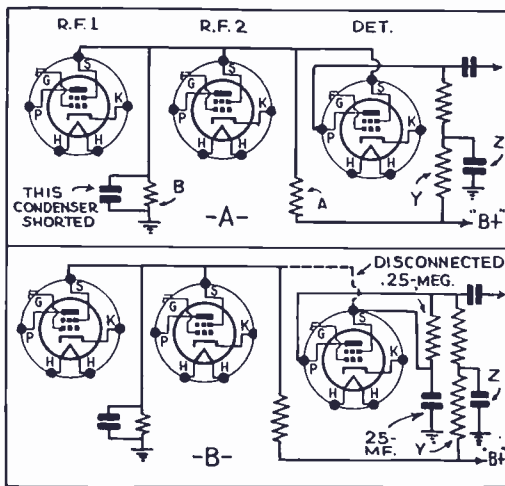 R.F.1 R.F.2 DET.
S S S
G G G
P K P K P K
H H H H H H
THIS
CONDENSER
SHORTED
B
-A-
A
Y
Z
"B+"
DISCONNECTED
.25-MEG.
S S S
G G G
P K P K P K
H H H H H H
-B-
.25-
MF.
Y
Z
"B+"